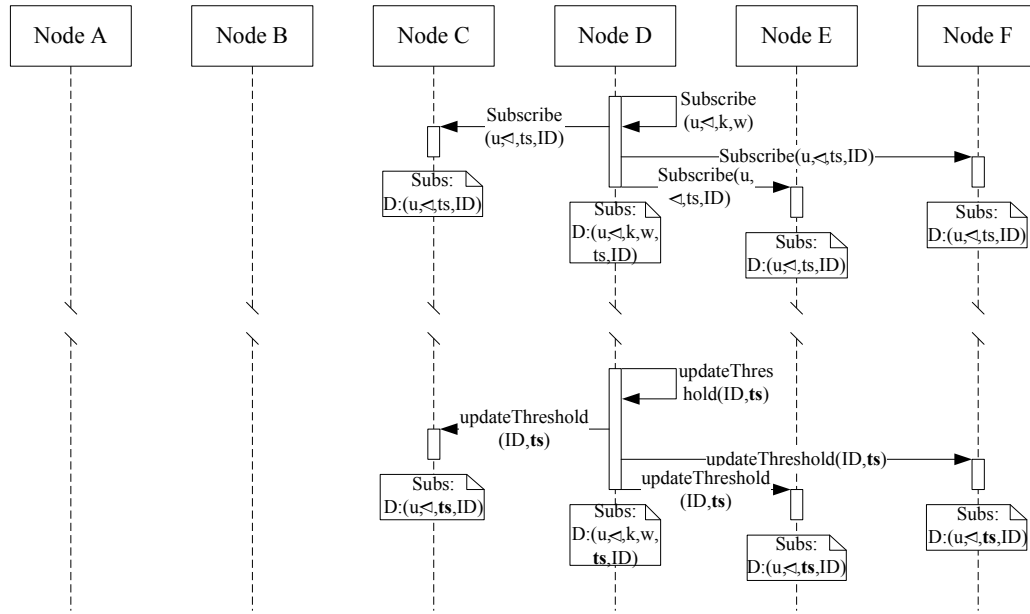 Node A
Node B
Node C
Node D
Node E
Node F
Subscribe
(u,⊲,k,w)
Subscribe
(u,⊲,ts,ID)
Subscribe(u,⊲,ts,ID)
Subscribe(u,
⊲,ts,ID)
Subs:
D:(u,⊲,ts,ID)
Subs:
D:(u,⊲,k,w,
ts,ID)
Subs:
D:(u,⊲,ts,ID)
Subs:
D:(u,⊲,ts,ID)
updateThres
hold(ID,ts)
updateThreshold
(ID,ts)
updateThreshold(ID,ts)
updateThreshold
(ID,ts)
Subs:
D:(u,⊲,ts,ID)
Subs:
D:(u,⊲,k,w,
ts,ID)
Subs:
D:(u,⊲,ts,ID)
Subs:
D:(u,⊲,ts,ID)